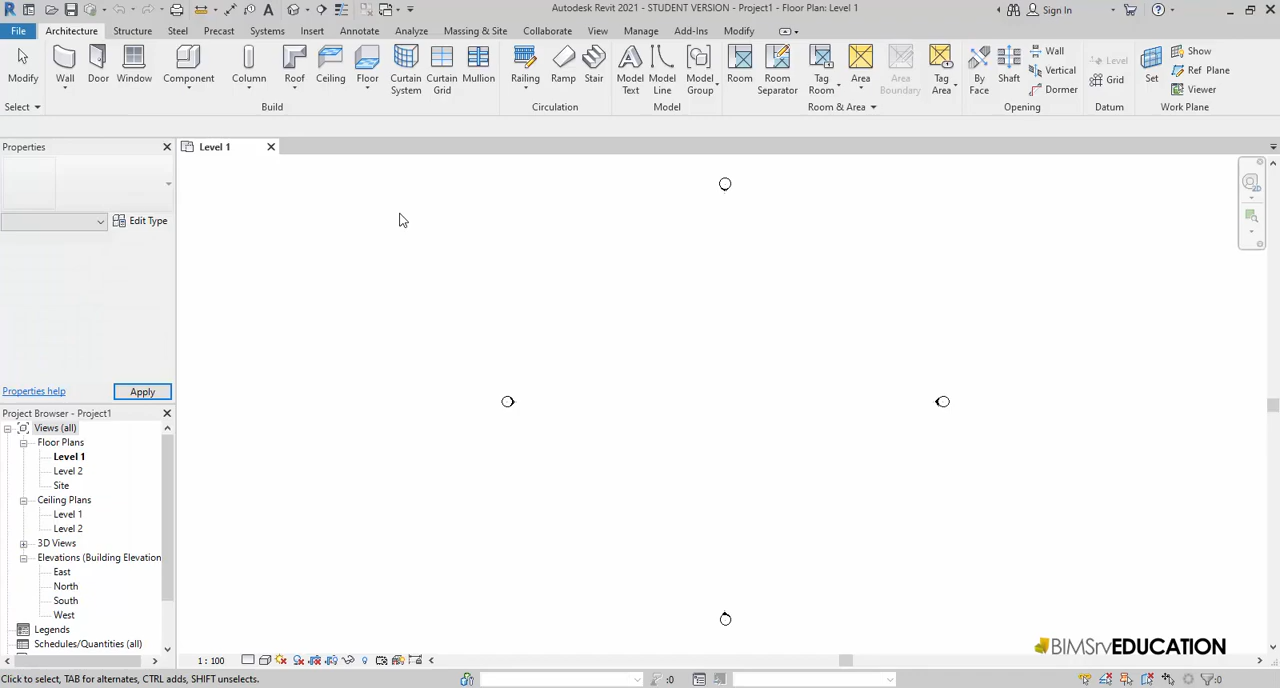 Autodesk Revit 2021 - STUDENT VERSION - Project1 - Floor Plan: Level 1
Sign In
File Architecture Structure Steel Precast Systems Insert Annotate Analyze Massing & Site Collaborate View Manage Add-Ins Modify
Modify Wall Door Window Component Column Roof Ceiling Floor Curtain System Curtain Grid Mullion Railing Ramp Stair Model Text Model Line Model Group Room Room Separator Tag Room Area Area Boundary Tag Area By Face Shaft Wall Vertical Dormer Level Grid Set Show Ref Plane Viewer
Select Build Circulation Model Room & Area Opening Datum Work Plane
Properties
Level 1
Edit Type
Properties help
Apply
Project Browser - Project1
Views (all)
Floor Plans
Level 1
Level 2
Site
Ceiling Plans
Level 1
Level 2
3D Views
Elevations (Building Elevation
East
North
South
West
Legends
Schedules/Quantities (all)
BIMSrvEDUCATION
1 : 100
Click to select, TAB for alternates, CTRL adds, SHIFT unselects.
:0
:0